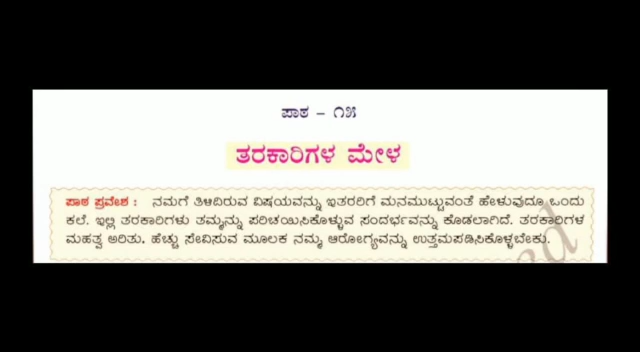 ಪಾಠ – ೧೫
ತರಕಾರಿಗಳ ಮೇಳ
ಪಾಠ ಪ್ರವೇಶ : ನಮಗೆ ತಿಳಿದಿರುವ ವಿಷಯವನ್ನು ಇತರರಿಗೆ ಮನಮುಟ್ಟುವಂತೆ ಹೇಳುವುದೂ ಒಂದು
ಕಲೆ. ಇಲ್ಲಿ ತರಕಾರಿಗಳು ತಮ್ಮನ್ನು ಪರಿಚಯಿಸಿಕೊಳ್ಳುವ ಸಂದರ್ಭವನ್ನು ಕೊಡಲಾಗಿದೆ. ತರಕಾರಿಗಳ
ಮಹತ್ವ ಅರಿತು, ಹೆಚ್ಚು ಸೇವಿಸುವ ಮೂಲಕ ನಮ್ಮ ಆರೋಗ್ಯವನ್ನು ಉತ್ತಮಪಡಿಸಿಕೊಳ್ಳಬೇಕು.